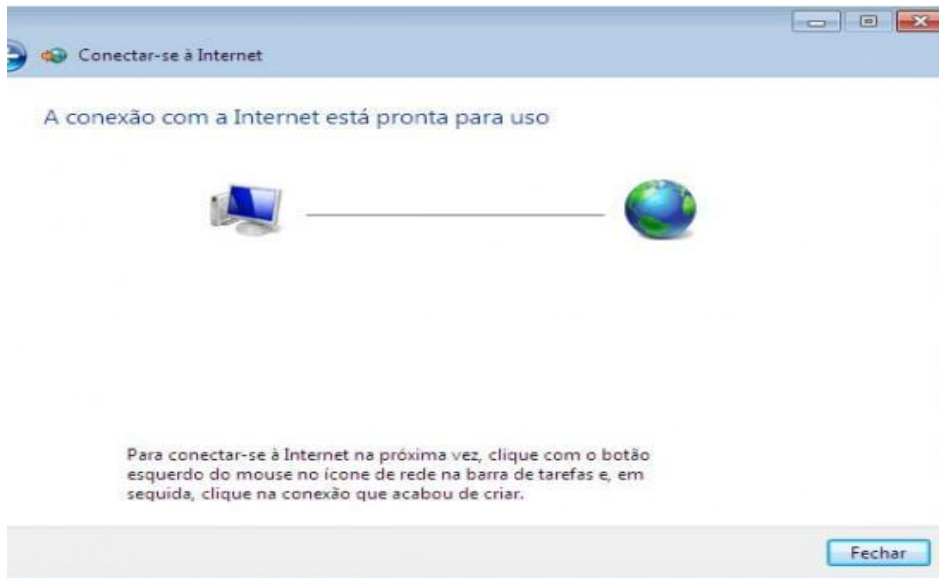 Conectar-se à Internet
A conexão com a Internet está pronta para uso
Para conectar-se à Internet na próxima vez, clique com o botão
esquerdo do mouse no ícone de rede na barra de tarefas e, em
seguida, clique na conexão que acabou de criar.
Fechar